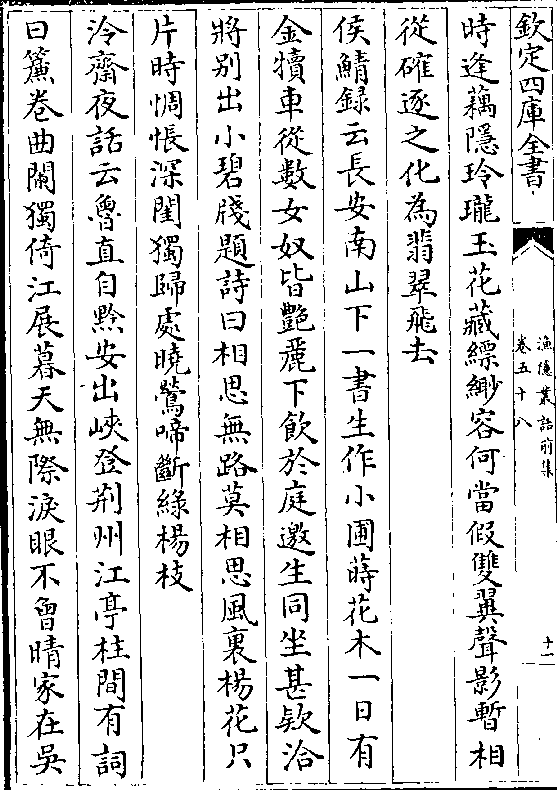 欽定四庫全書
漁隱叢話前集
卷五十八
十一
時逢藕隱玲瓏玉花藏縹緲容何當假雙翼聲影暫相
從確逐之化為翡翠飛去
侯鯖録云長安南山下一書生作小圃蒔花木一日有
金犢車從數女奴皆艷麗下飲於庭邀生同坐甚欵洽
將别出小碧牋題詩曰相思無路莫相思風裏楊花只
片時惆悵深閨獨歸處曉鶯啼斷緑楊枝
泠齋夜話云魯直自黔安出峽登荆州江亭柱間有詞
曰簾卷曲闌獨倚江展暮天無際淚眼不曾晴家在吳